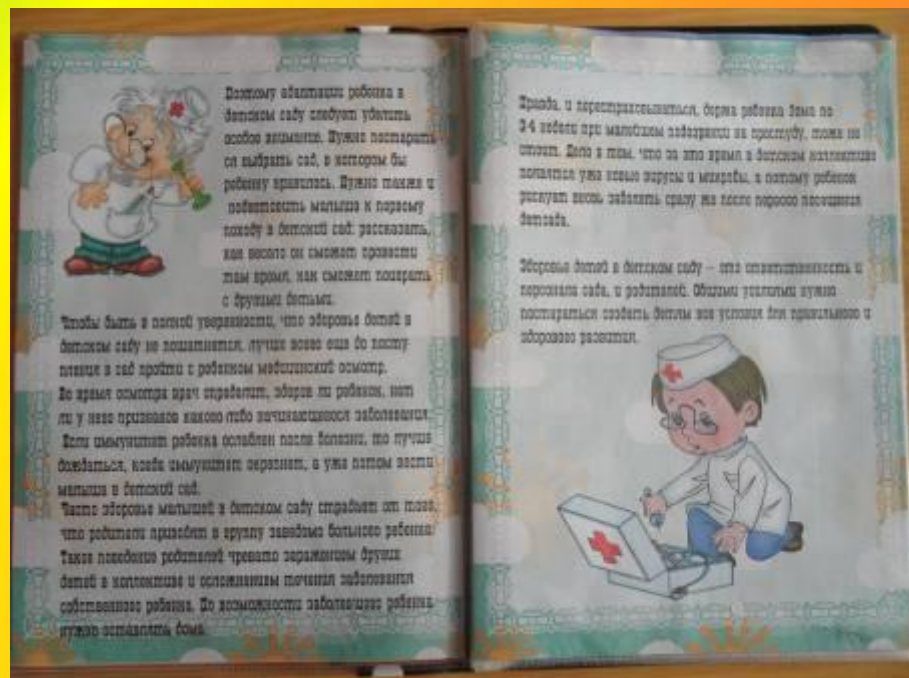 Поэтому адаптации ребенка в
детском саду следует уделить
особое внимание. Нужно постарать
ся выбрать сад, в котором бы
ребенку нравилось. Нужно также и
подготовить малыша к первому
походу в детский сад: рассказать,
как весело он сможет провести
там время, как сможет поиграть
с другими детьми.
Чтобы быть в полной уверенности, что здоровье детей в
детском саду не пошатнется, лучше всего еще до посту
пления в сад пройти с ребенком медицинский осмотр.
Во время осмотра врач определит, здоров ли ребенок, нет
ли у него признаков какого либо начинающегося заболевания.
Если иммунитет ребенка ослаблен после болезни, то лучше
дождаться, когда иммунитет окрепнет, а уже потом вести
малыша в детский сад.
Часто здоровье малышей в детском саду страдает от того,
что родители приводят в группу заведомо больного ребенка.
Такое поведение родителей чревато заражением других
детей в коллективе и осложнением течения заболевания
собственного ребенка. По возможности заболевшего ребенка
нужно оставлять дома.
Правда, и перестраховываться, держа ребенка дома по
3-4 недели при малейшем подозрении на простуду, тоже не
стоит. Дело в том, что за это время в детском коллективе
появятся уже новые вирусы и микробы, а потому ребенок
рискует вновь заболеть сразу же после первого посещения
детсада.
Здоровье детей в детском саду – это ответственность и
персонала сада, и родителей. Общими усилиями нужно
постараться создать детям все условия для правильного и
здорового развития.